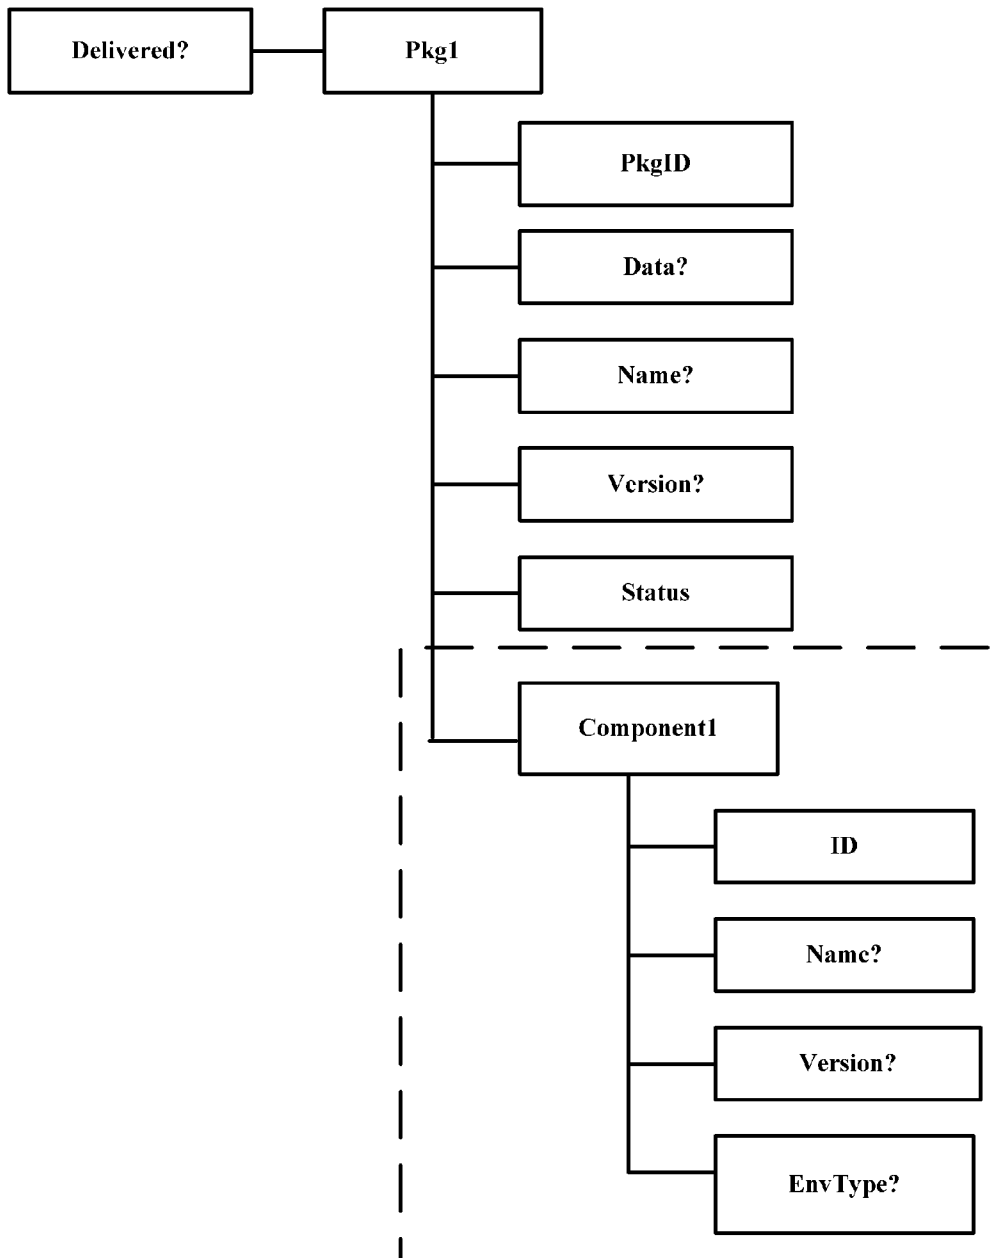 Delivered?
Pkg1
PkgID
Data?
Name?
Version?
Status
Component1
ID
Name?
Version?
EnvType?